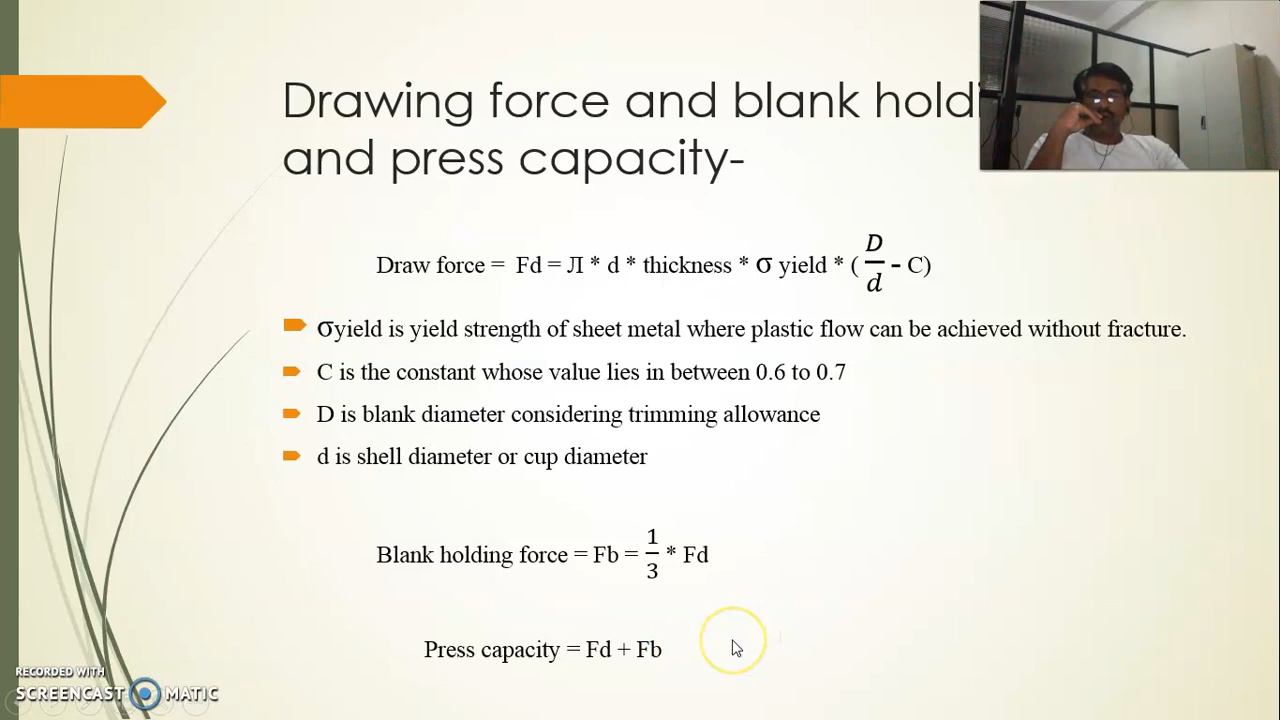 Drawing force and blank holdi
and press capacity-
Draw force = Fd = Л * d * thickness * σ yield * ( D/d - C)
σyield is yield strength of sheet metal where plastic flow can be achieved without fracture.
C is the constant whose value lies in between 0.6 to 0.7
D is blank diameter considering trimming allowance
d is shell diameter or cup diameter
Blank holding force = Fb = 1/3 * Fd
Press capacity = Fd + Fb
RECORDED WITH
SCREENCAST MATIC